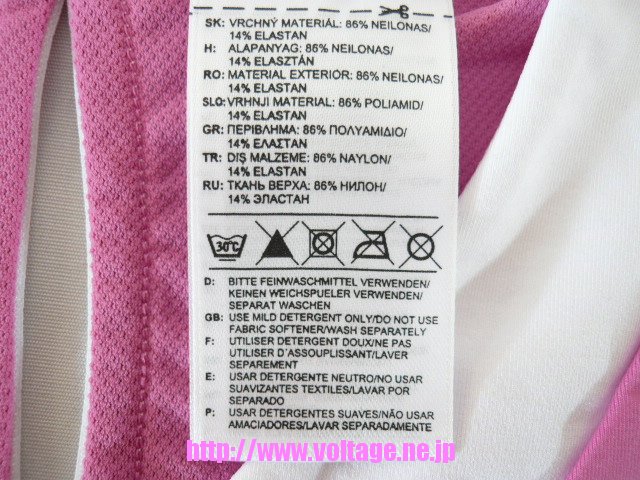 SK: VRCHNÝ MATERIÁL: 86% NEILONAS/
14% ELASTAN
H: ALAPANYAG: 86% NEILONAS/
14% ELASZTÁN
RO: MATERIAL EXTERIOR: 86% NEILONAS/
14% ELASTAN
SLO: VRHNJI MATERIAL: 86% POLIAMID/
14% ELASTAN
GR: ΠΕΡΙΒΛΗΜΑ: 86% ΠΟΛΥΑΜΙΔΙΟ/
14% ΕΛΑΣΤΑΝ
TR: DIŞ MALZEME: 86% NAYLON/
14% ELASTAN
RU: ТКАНЬ ВЕРХА: 86% НИЛОН/
14% ЭЛАСТАН
30°C
D: BITTE FEINWASCHMITTEL VERWENDEN/
KEINEN WEICHSPUELER VERWENDEN/
SEPARAT WASCHEN
GB: USE MILD DETERGENT ONLY/DO NOT USE
FABRIC SOFTENER/WASH SEPARATELY
F: UTILISER DETERGENT DOUX/NE PAS
UTILISER D'ASSOUPLISSANT/LAVER
SEPAREMENT
E: USAR DETERGENTE NEUTRO/NO USAR
SUAVIZANTES TEXTILES/LAVAR POR
SEPARADO
P: USAR DETERGENTES SUAVES/NÃO USAR
AMACIADORES/LAVAR SEPARADAMENTE
http://www.voltage.ne.jp